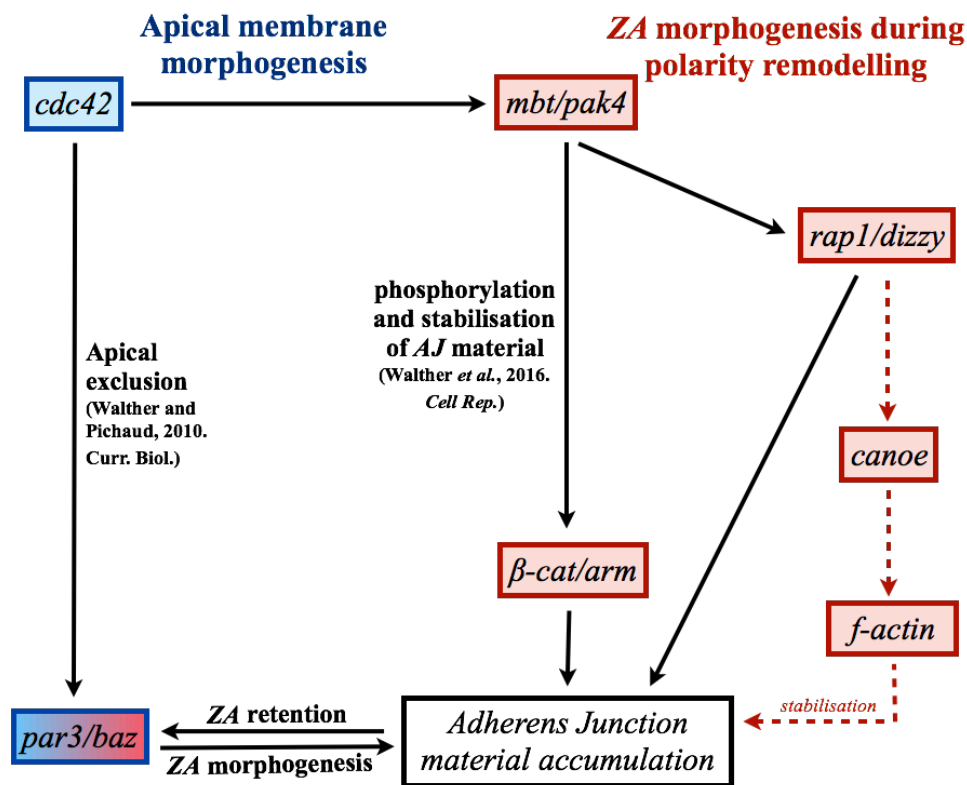 Apical membrane
morphogenesis
ZA morphogenesis during
polarity remodelling
cdc42
mbt/pak4
rap1/dizzy
phosphorylation
and stabilisation
of AJ material
(Walther et al., 2016.
Cell Rep.)
Apical
exclusion
(Walther and
Pichaud, 2010.
Curr. Biol.)
canoe
β-cat/arm
f-actin
stabilisation
par3/baz
ZA retention
ZA morphogenesis
Adherens Junction
material accumulation